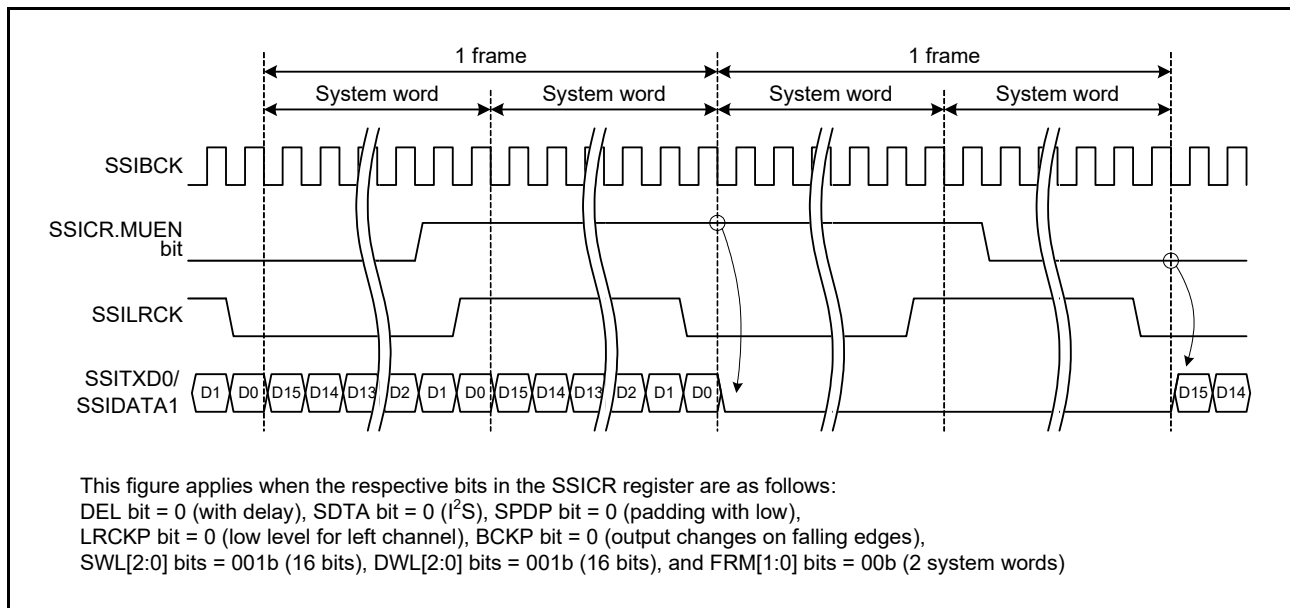 1 frame 1 frame
System word System word System word System word
SSIBCK
SSICR.MUEN
bit
SSILRCK
SSITXD0/
SSIDATA1
D1 D0 D15 D14 D13 D2 D1 D0 D15 D14 D13 D2 D1 D0 D15 D14
This figure applies when the respective bits in the SSICR register are as follows:
DEL bit = 0 (with delay), SDTA bit = 0 (I²S), SPDP bit = 0 (padding with low),
LRCKP bit = 0 (low level for left channel), BCKP bit = 0 (output changes on falling edges),
SWL[2:0] bits = 001b (16 bits), DWL[2:0] bits = 001b (16 bits), and FRM[1:0] bits = 00b (2 system words)